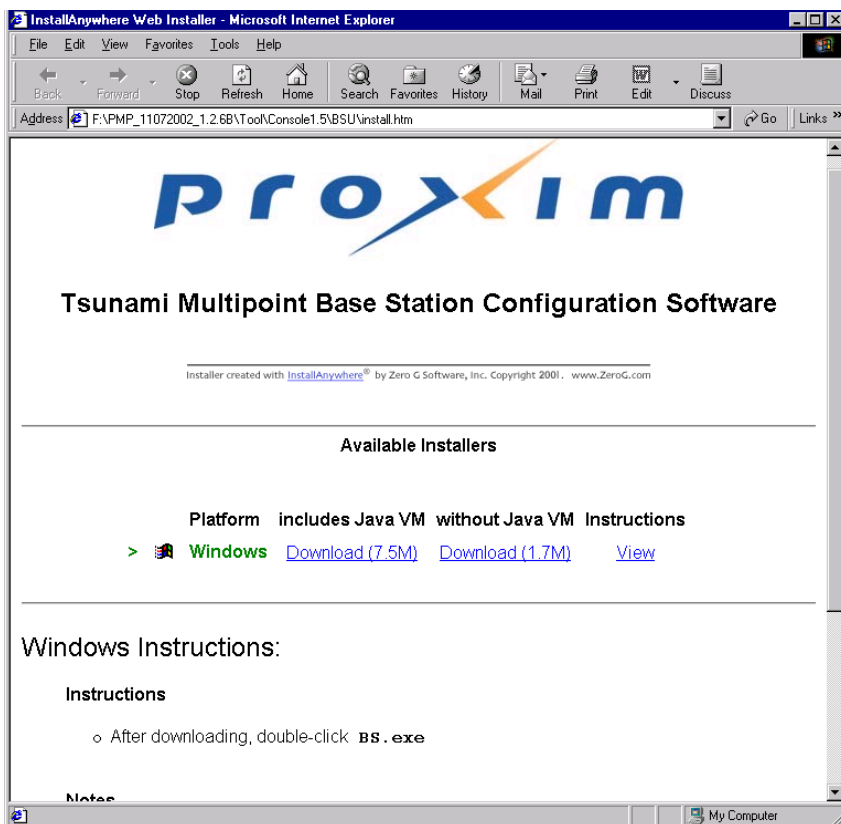 InstallAnywhere Web Installer - Microsoft Internet Explorer
File Edit View Favorites Tools Help
Back Forward Stop Refresh Home Search Favorites History Mail Print Edit Discuss
Address F:\PMP_11072002_1.2.6B\Tool\Console1.5\BSU\install.htm Go Links »
proxim
Tsunami Multipoint Base Station Configuration Software
Installer created with InstallAnywhere® by Zero G Software, Inc. Copyright 2001. www.ZeroG.com
Available Installers
Platform includes Java VM without Java VM Instructions
> Windows Download (7.5M) Download (1.7M) View
Windows Instructions:
Instructions
o After downloading, double-click BS.exe
Notes
My Computer